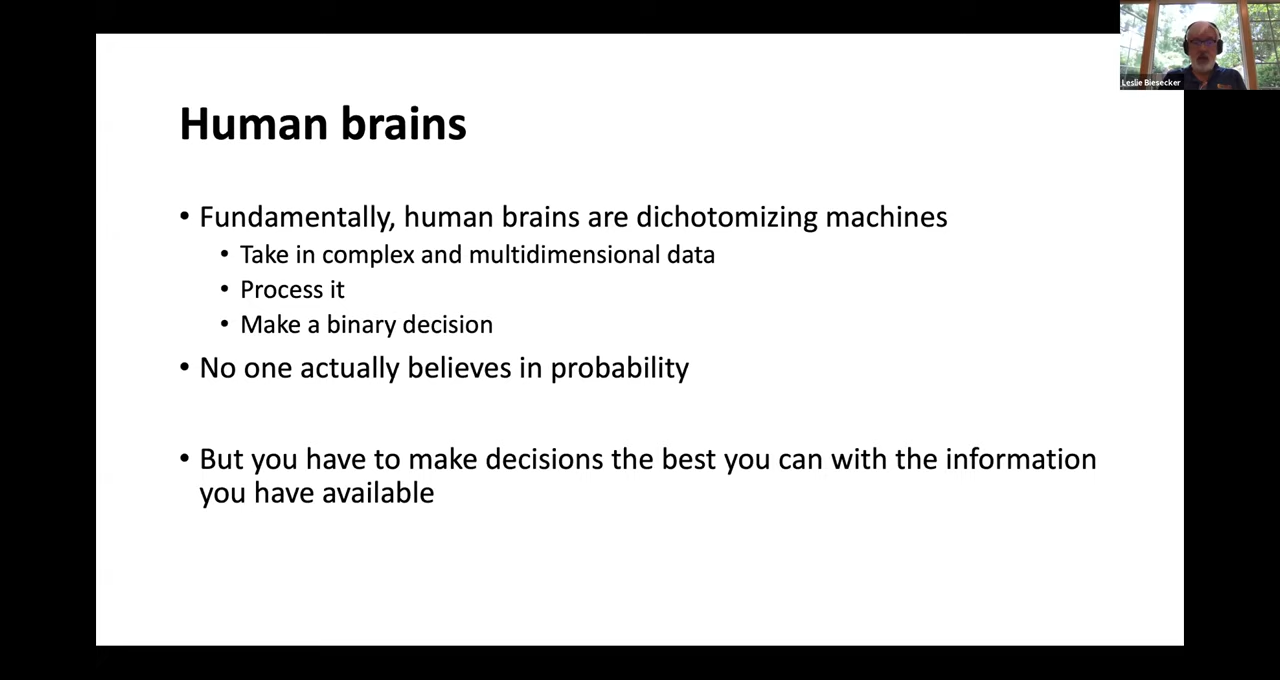 Leslie Biesecker
Human brains
• Fundamentally, human brains are dichotomizing machines
• Take in complex and multidimensional data
• Process it
• Make a binary decision
• No one actually believes in probability
• But you have to make decisions the best you can with the information
you have available